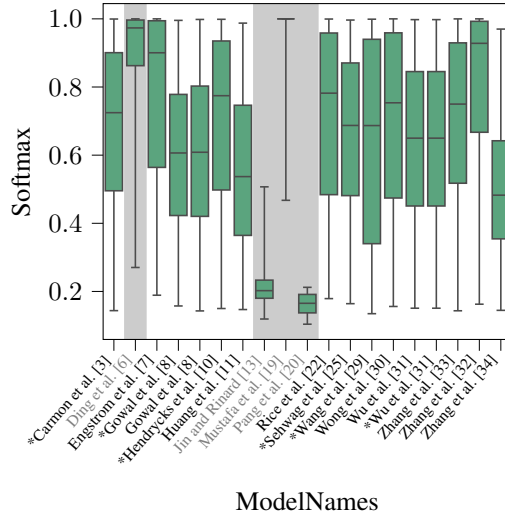 Softmax
1.0
0.8
0.6
0.4
0.2
*Carmon et al. [3]
Ding et al. [6]
Engstrom et al. [7]
*Gowal et al. [8]
Gowal et al. [8]
*Hendrycks et al. [10]
Huang et al. [11]
Jin and Rinard [13]
Mustafa et al. [19]
Pang et al. [20]
Rice et al. [22]
*Sehwag et al. [25]
*Wang et al. [29]
Wong et al. [30]
Wu et al. [31]
*Wu et al. [31]
Zhang et al. [33]
Zhang et al. [32]
Zhang et al. [34]
ModelNames